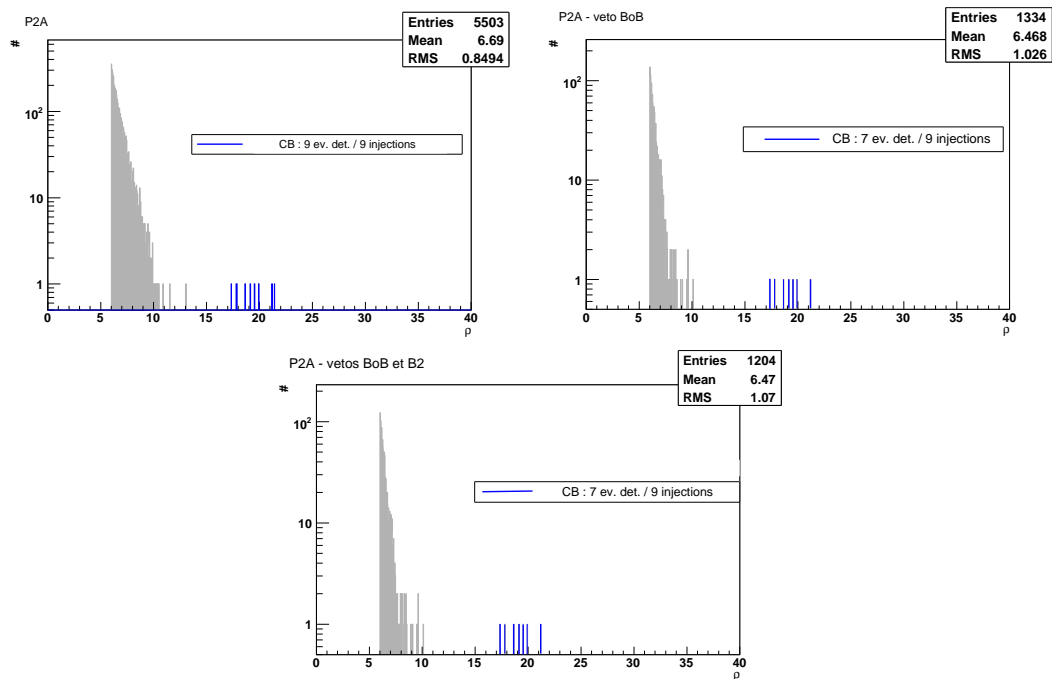 P2A
Entries 5503
Mean 6.69
RMS 0.8494
#
10²
10
1
CB : 9 ev. det. / 9 injections
0 5 10 15 20 25 30 35 40
ρ
P2A - veto BoB
Entries 1334
Mean 6.468
RMS 1.026
#
10²
10
1
CB : 7 ev. det. / 9 injections
0 5 10 15 20 25 30 35 40
ρ
P2A - vetos BoB et B2
Entries 1204
Mean 6.47
RMS 1.07
#
10²
10
1
CB : 7 ev. det. / 9 injections
0 5 10 15 20 25 30 35 40
ρ